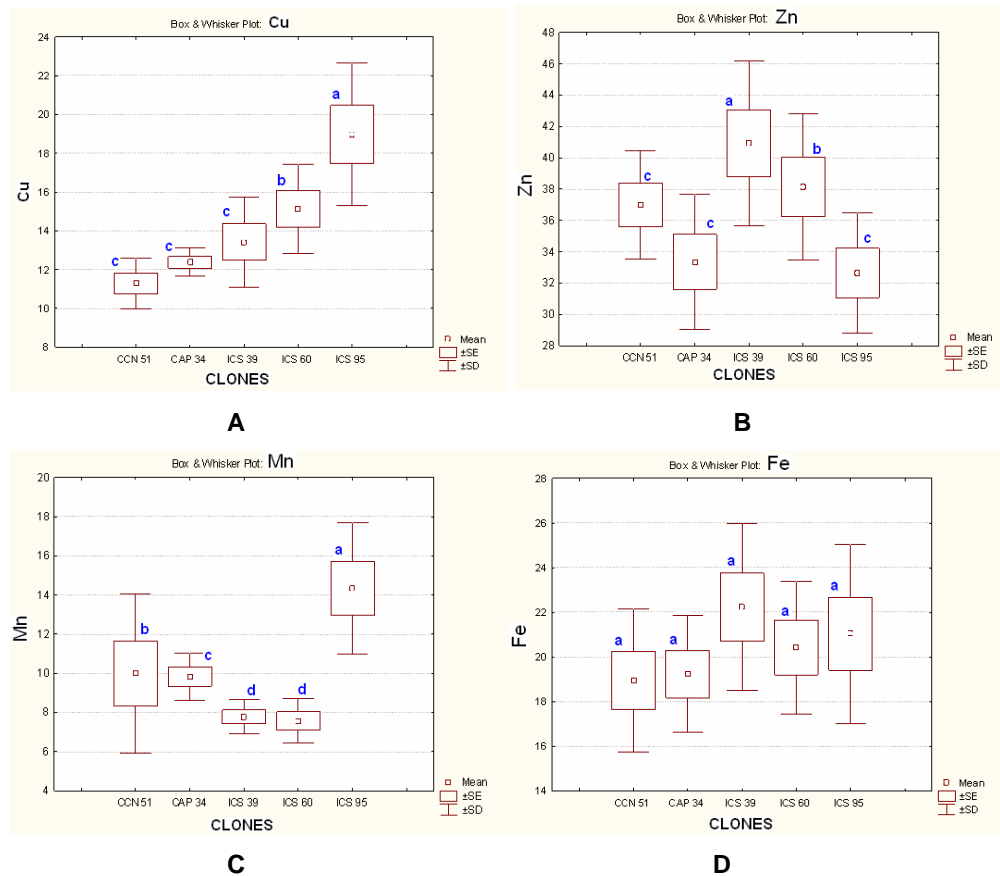 Box & Whisker Plot: Cu
24
22
20
18
16
14
12
10
8
Cu
c
c
c
b
a
CCN 51 CAP 34 ICS 39 ICS 60 ICS 95
CLONES
Mean
±SE
±SD
A
Box & Whisker Plot: Zn
48
46
44
42
40
38
36
34
32
30
28
Zn
c
c
a
b
c
CCN 51 CAP 34 ICS 39 ICS 60 ICS 95
CLONES
Mean
±SE
±SD
B
Box & Whisker Plot: Mn
20
18
16
14
12
10
8
6
4
Mn
b
c
d
d
a
CCN 51 CAP 34 ICS 39 ICS 60 ICS 95
CLONES
Mean
±SE
±SD
C
Box & Whisker Plot: Fe
28
26
24
22
20
18
16
14
Fe
a
a
a
a
a
CCN 51 CAP 34 ICS 39 ICS 60 ICS 95
CLONES
Mean
±SE
±SD
D